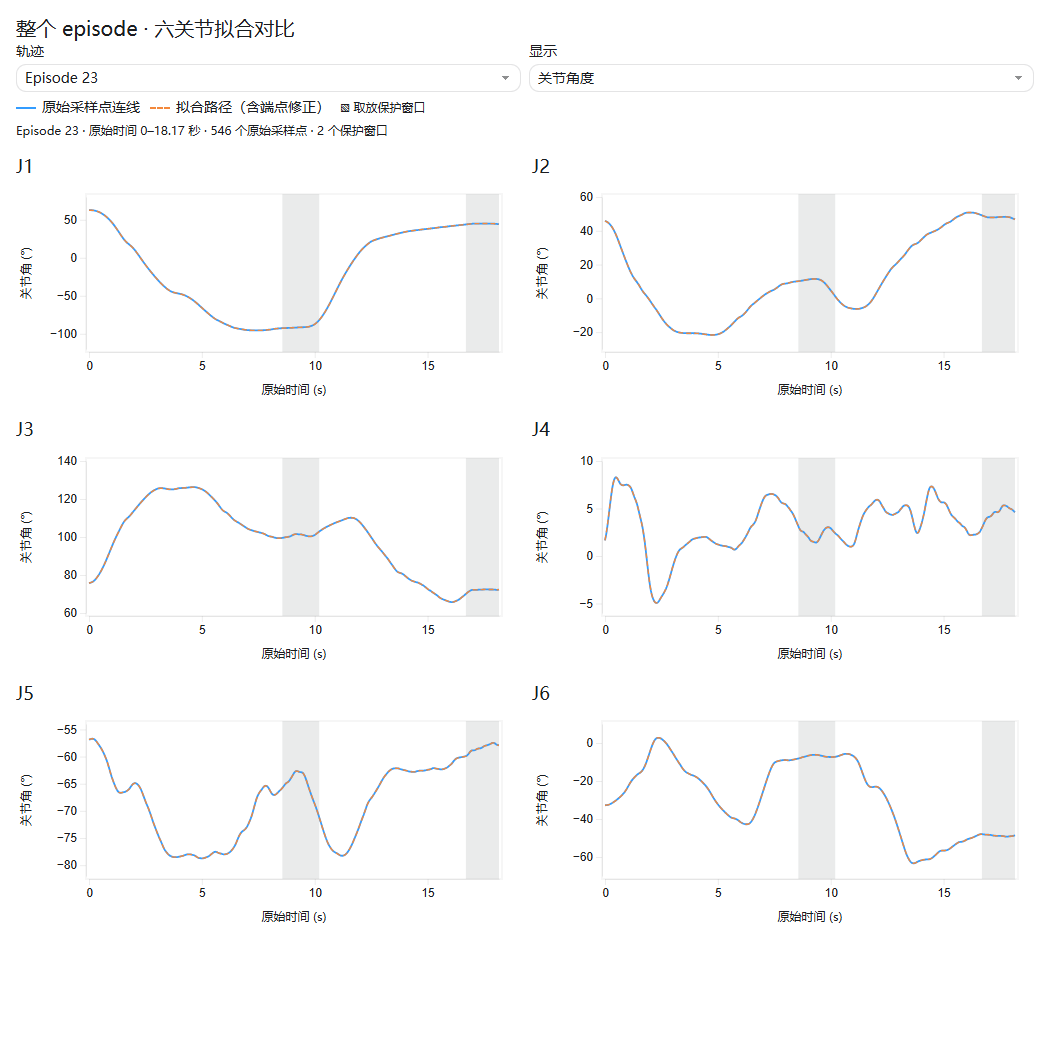 整个 episode · 六关节拟合对比
轨迹 显示
Episode 23 关节角度
原始采样点连线 拟合路径（含端点修正） 取放保护窗口
Episode 23 · 原始时间 0–18.17 秒 · 546 个原始采样点 · 2 个保护窗口
J1
关节角 (°)
50
0
−50
−100
0 5 10 15
原始时间 (s)
J2
关节角 (°)
60
40
20
0
−20
0 5 10 15
原始时间 (s)
J3
关节角 (°)
140
120
100
80
60
0 5 10 15
原始时间 (s)
J4
关节角 (°)
10
5
0
−5
0 5 10 15
原始时间 (s)
J5
关节角 (°)
−55
−60
−65
−70
−75
−80
0 5 10 15
原始时间 (s)
J6
关节角 (°)
0
−20
−40
−60
0 5 10 15
原始时间 (s)